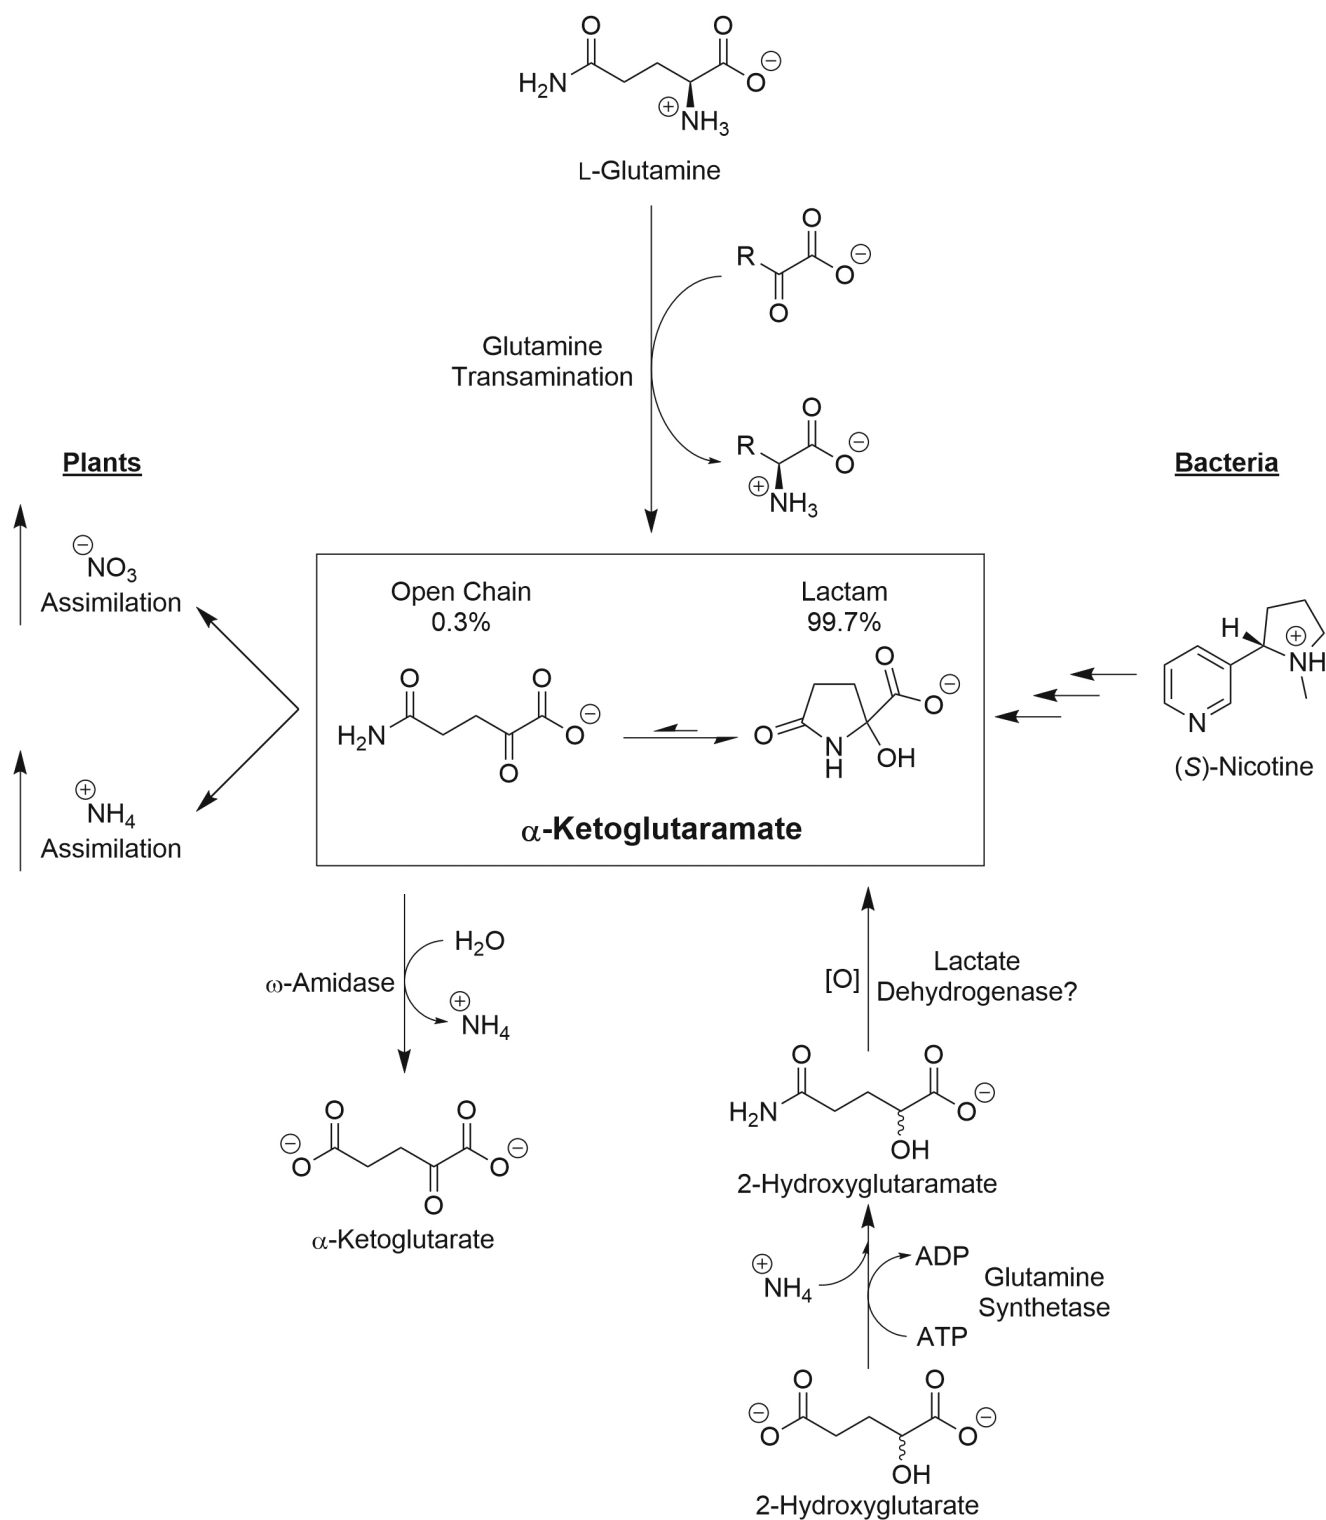 O
O
⊖
H₂N
O
⊕
NH₃
L-Glutamine
O
R
⊖
O
O
Glutamine
Transamination
O
R
⊖
O
⊕
NH₃
Plants
⊖
NO₃
Assimilation
⊕
NH₄
Assimilation
Bacteria
H
⊕
NH
N
(S)-Nicotine
Open Chain
0.3%
Lactam
99.7%
O
O
⊖
H₂N
O
O
O
⊖
O
O
N
H
OH
α-Ketoglutaramate
H₂O
ω-Amidase
⊕
NH₄
O
O
⊖
⊖
O
O
O
α-Ketoglutarate
[O]
Lactate
Dehydrogenase?
O
O
⊖
H₂N
O
OH
2-Hydroxyglutaramate
⊕
NH₄
ADP
ATP
Glutamine
Synthetase
O
O
⊖
⊖
O
O
OH
2-Hydroxyglutarate